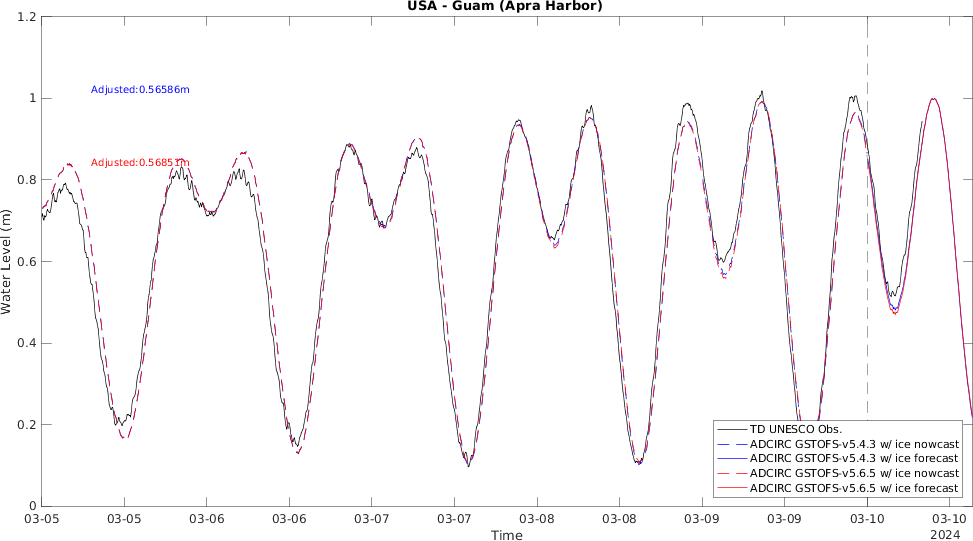 USA - Guam (Apra Harbor)
1.2
1
0.8
0.6
0.4
0.2
0
Water Level (m)
Adjusted:0.56586m
Adjusted:0.56851m
TD UNESCO Obs.
ADCIRC GSTOFS-v5.4.3 w/ ice nowcast
ADCIRC GSTOFS-v5.4.3 w/ ice forecast
ADCIRC GSTOFS-v5.6.5 w/ ice nowcast
ADCIRC GSTOFS-v5.6.5 w/ ice forecast
03-05 03-05 03-06 03-06 03-07 03-07 03-08 03-08 03-09 03-09 03-10 03-10
Time
2024